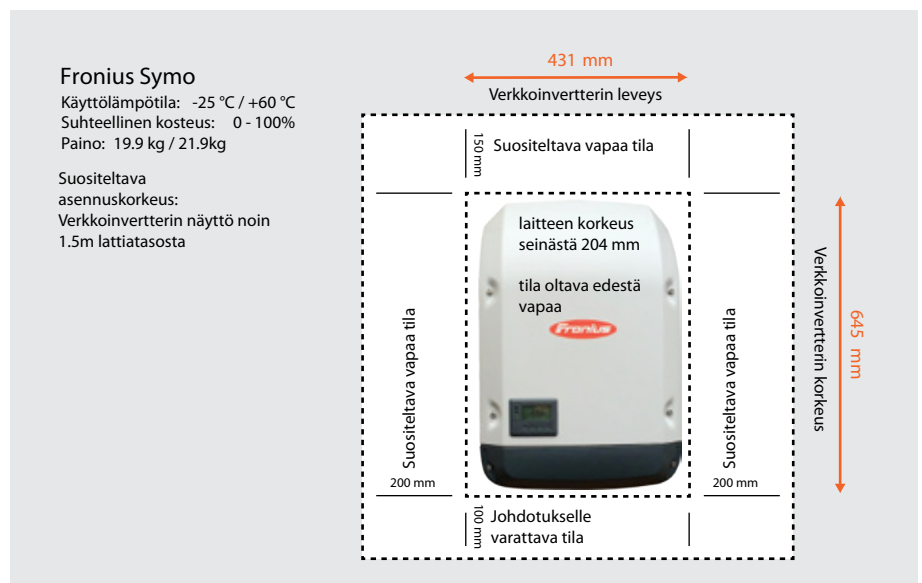 Fronius Symo
Käyttölämpötila: -25 °C / +60 °C
Suhteellinen kosteus: 0 - 100%
Paino: 19.9 kg / 21.9kg
Suositeltava
asennuskorkeus:
Verkkoinvertterin näyttö noin
1.5m lattiatasosta
431 mm
Verkkoinvertterin leveys
150 mm
Suositeltava vapaa tila
laitteen korkeus
seinästä 204 mm
tila oltava edestä
vapaa
Fronius
Suositeltava vapaa tila
200 mm
Suositeltava vapaa tila
200 mm
Verkkoinvertterin korkeus
645 mm
100 mm
Johdotukselle
varattava tila